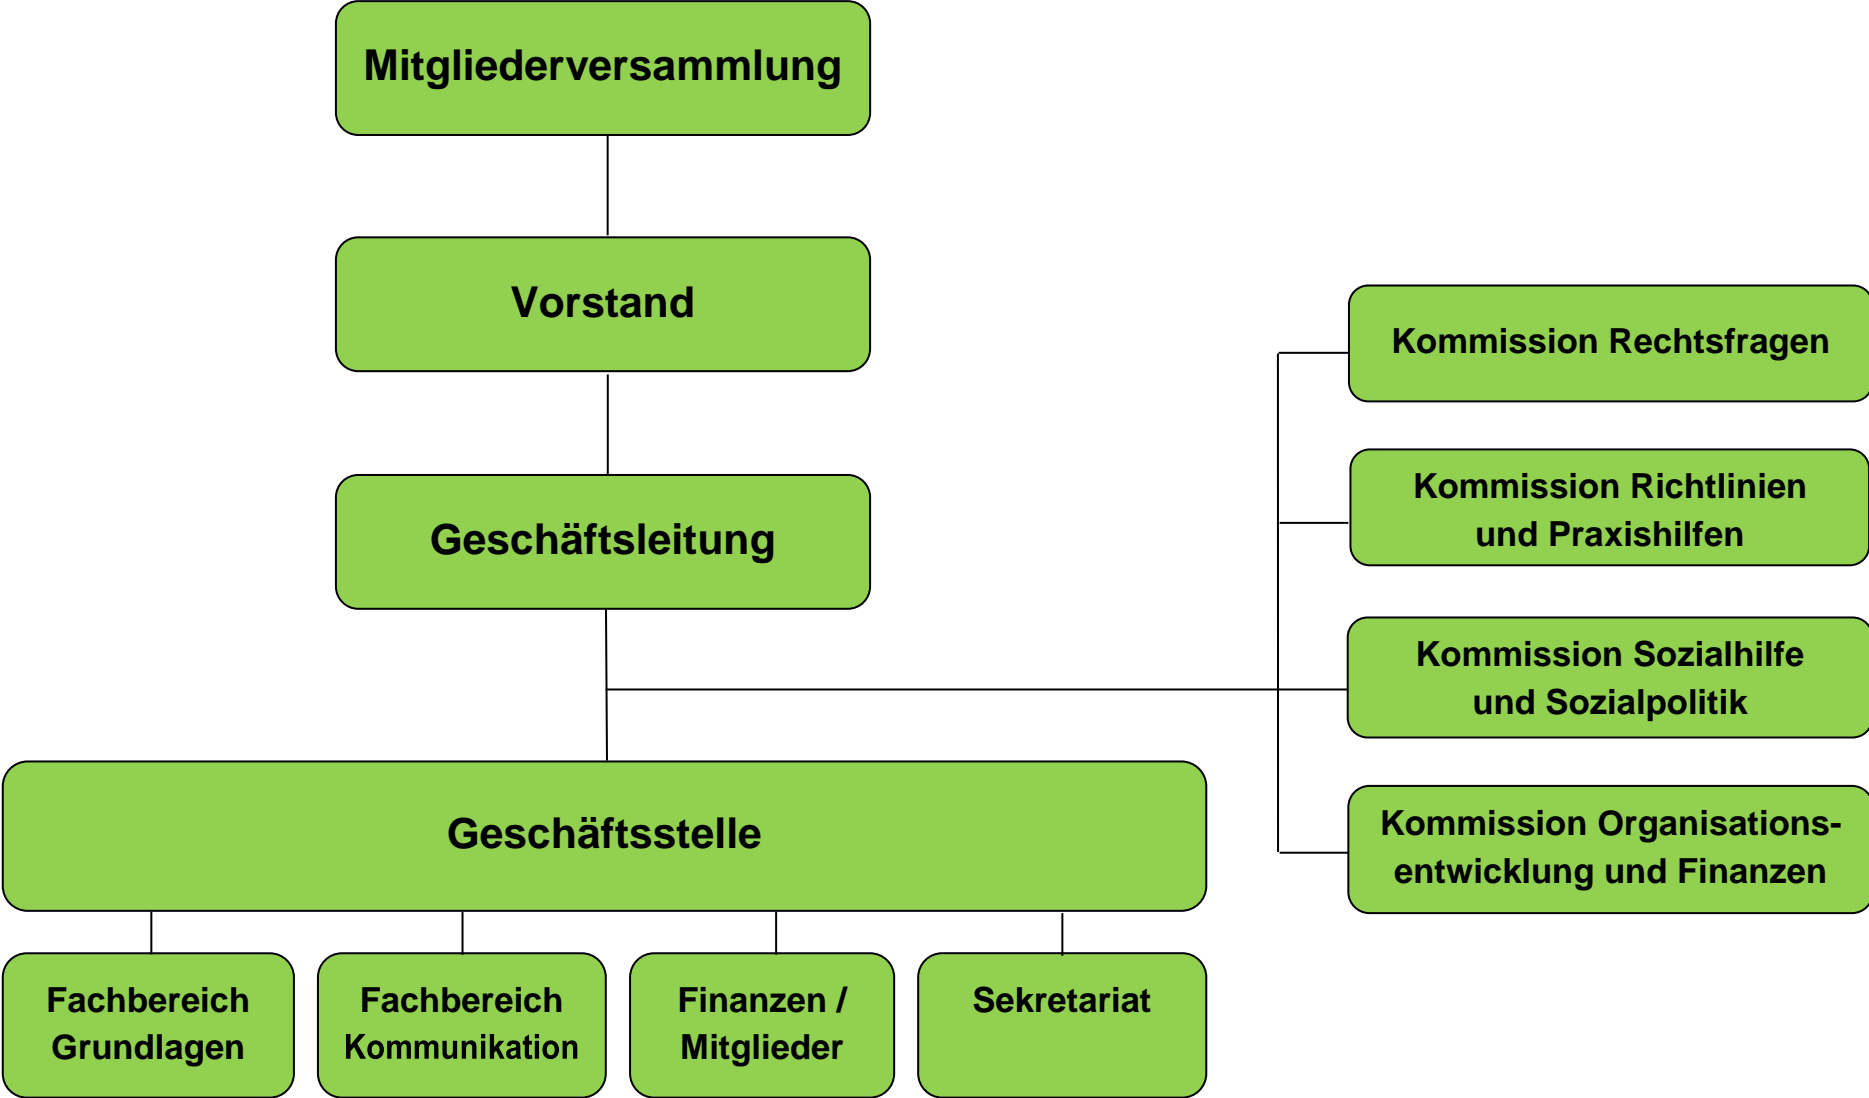 Mitgliederversammlung
Vorstand
Geschäftsleitung
Kommission Rechtsfragen
Kommission Richtlinien
und Praxishilfen
Kommission Sozialhilfe
und Sozialpolitik
Kommission Organisations-
entwicklung und Finanzen
Geschäftsstelle
Fachbereich
Grundlagen
Fachbereich
Kommunikation
Finanzen /
Mitglieder
Sekretariat